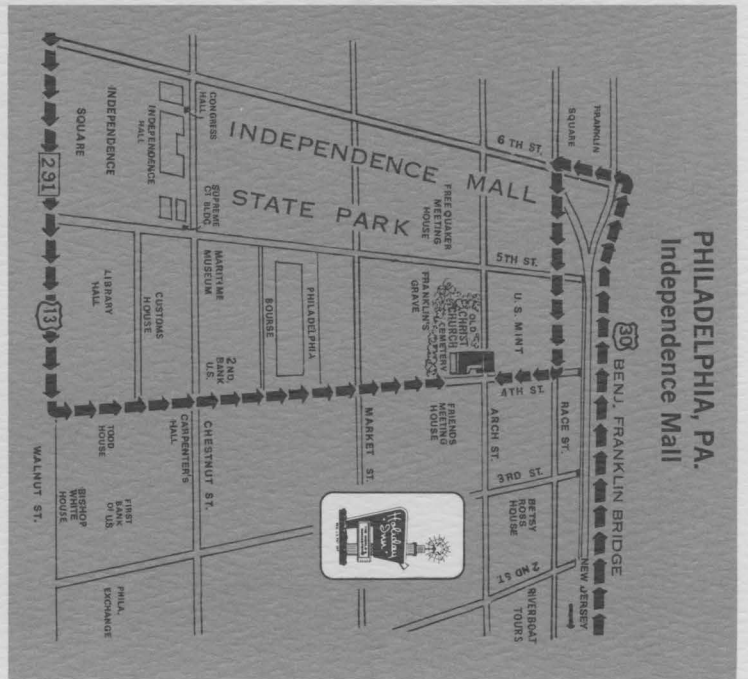 PHILADELPHIA, PA.
Independence Mall
30
BENJ. FRANKLIN BRIDGE
NEW JERSEY
FRANKLIN
SQUARE
6 TH ST.
5TH ST.
4TH ST.
3RD ST.
2 ND ST.
RACE ST.
RIVERBOAT
TOURS
U.S. MINT
BETSY
ROSS
HOUSE
ARCH ST.
INDEPENDENCE MALL
STATE PARK
FREE QUAKER
MEETING
HOUSE
OLD
CHRIST
CHURCH
CEMETERY
FRANKLIN'S
GRAVE
FRIENDS
MEETING
HOUSE
Holiday
Inn
MARKET ST.
PHILADELPHIA
BOURSE
CONGRESS
HALL
SUPREME
CT BLDG.
MARITIME
MUSEUM
2ND.
BANK
U.S.
CHESTNUT ST.
INDEPENDENCE
HALL
CUSTOMS
HOUSE
CARPENTER'S
HALL
INDEPENDENCE
SQUARE
LIBRARY
HALL
TODD
HOUSE
FIRST
BANK
OF U.S.
BISHOP
WHITE
HOUSE
PHILA.
EXCHANGE
291
13
WALNUT ST.